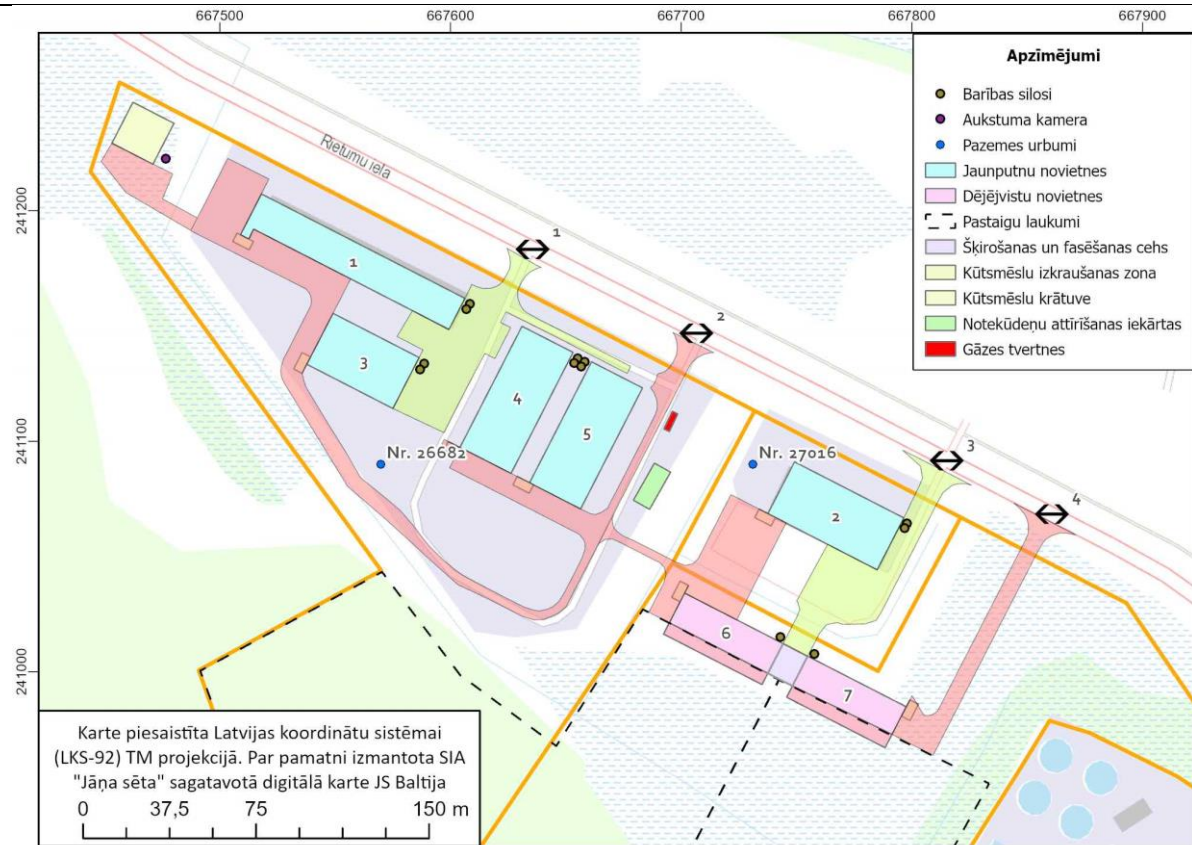 667500 667600 667700 667800 667900
241200
241100
241000
Rietumu iela
1
2
3
4
1
3
4
5
2
6
7
Nr. 26682
Nr. 27016
Apzīmējumi
Barības silosi
Aukstuma kamera
Pazemes urbumi
Jaunputnu novietnes
Dējējvistu novietnes
Pastaigu laukumi
Šķirošanas un fasēšanas cehs
Kūtsmēslu izkraušanas zona
Kūtsmēslu krātuve
Notekūdeņu attīrīšanas iekārtas
Gāzes tvertnes
Karte piesaistīta Latvijas koordinātu sistēmai
(LKS-92) TM projekcijā. Par pamatni izmantota SIA
"Jāņa sēta" sagatavotā digitālā karte JS Baltija
0 37,5 75 150 m